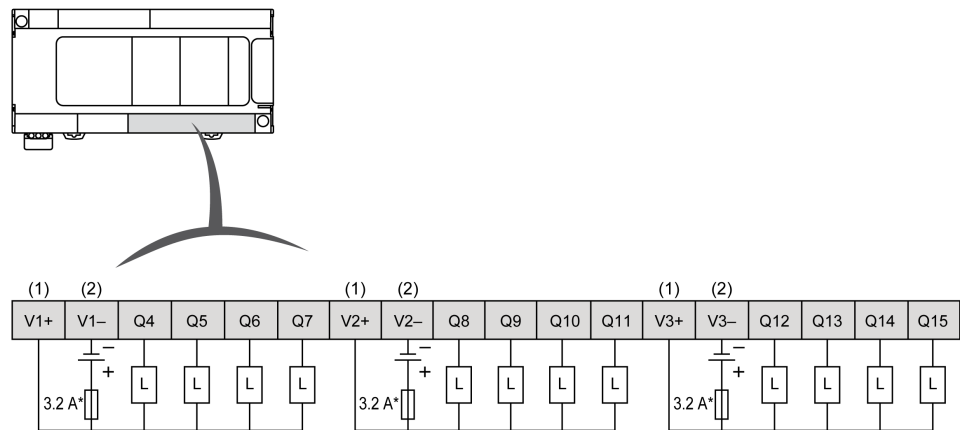 (1) (2) (1) (2) (1) (2)
V1+ V1– Q4 Q5 Q6 Q7 V2+ V2– Q8 Q9 Q10 Q11 V3+ V3– Q12 Q13 Q14 Q15
– – –
+ + +
L L L L L L L L L L L L
3.2 A* 3.2 A* 3.2 A*